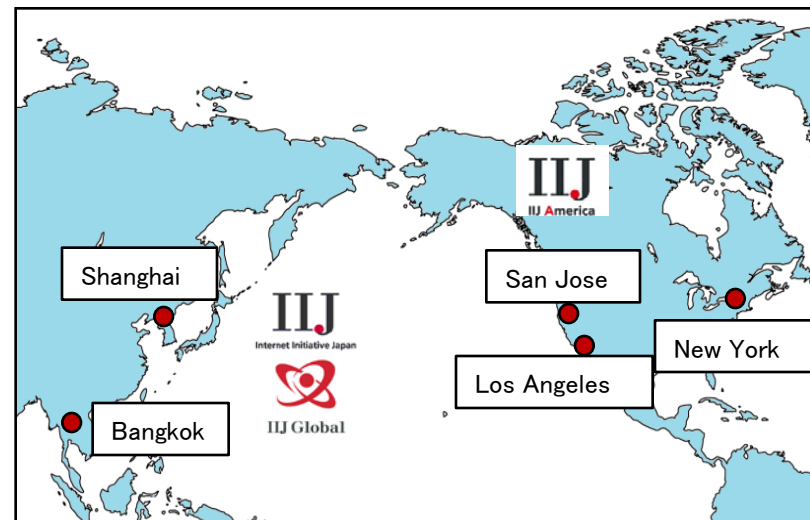 IIJ
IIJ America
Shanghai
San Jose
IIJ
Internet Initiative Japan
New York
Los Angeles
IIJ Global
Bangkok